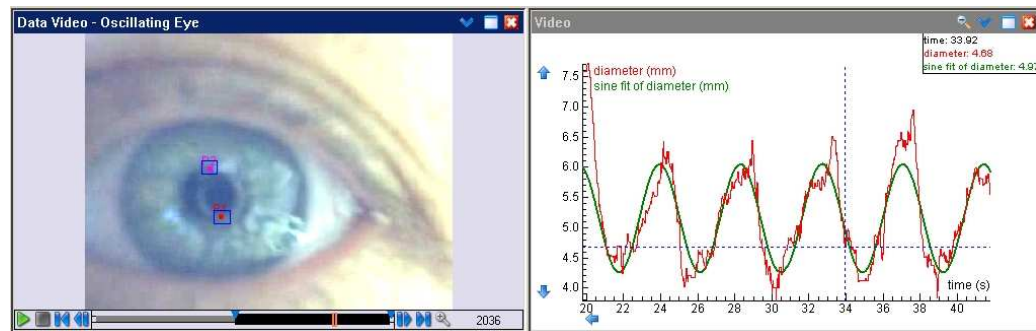 Data Video - Oscillating Eye
P2
P1
2036
Video
time: 33.92
diameter: 4.68
sine fit of diameter: 4.97
diameter (mm)
sine fit of diameter (mm)
7.5
7.0
6.5
6.0
5.5
5.0
4.5
4.0
time (s)
20 22 24 26 28 30 32 34 36 38 40